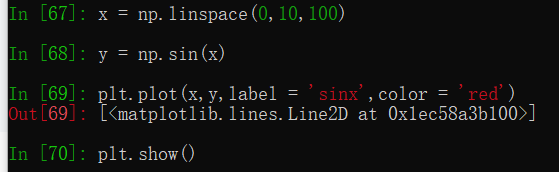 In [67]: x = np.linspace(0,10,100)
In [68]: y = np.sin(x)
In [69]: plt.plot(x,y,label = 'sinx',color = 'red')
Out[69]: [<matplotlib.lines.Line2D at 0x1ec58a3b100>]
In [70]: plt.show()